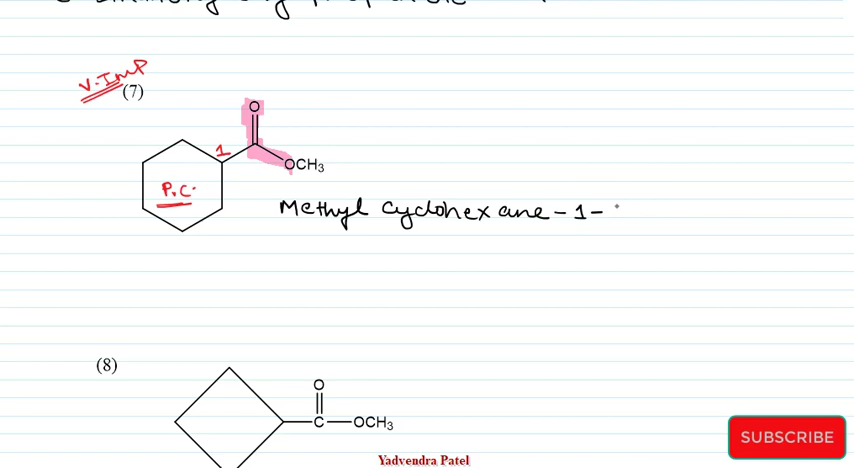 V. Imp
(7)
O
1
OCH3
P.C.
Methyl cyclohexane - 1 -
(8)
O
C OCH3
SUBSCRIBE
Yadvendra Patel